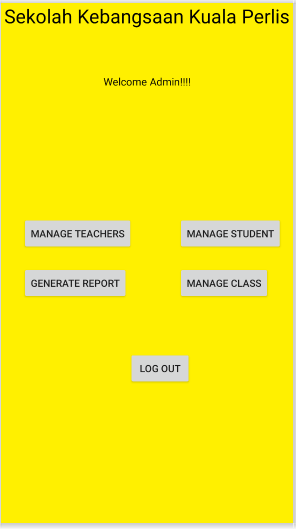 Sekolah Kebangsaan Kuala Perlis
Welcome Admin!!!!
MANAGE TEACHERS
MANAGE STUDENT
GENERATE REPORT
MANAGE CLASS
LOG OUT